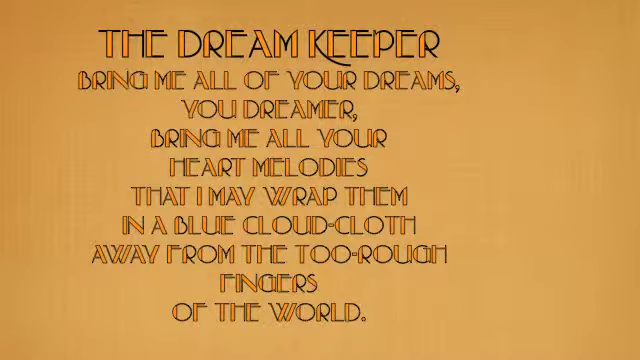 THE DREAM KEEPER
BRING ME ALL OF YOUR DREAMS,
YOU DREAMER,
BRING ME ALL YOUR
HEART MELODIES
THAT I MAY WRAP THEM
IN A BLUE CLOUD-CLOTH
AWAY FROM THE TOO-ROUGH
FINGERS
OF THE WORLD.